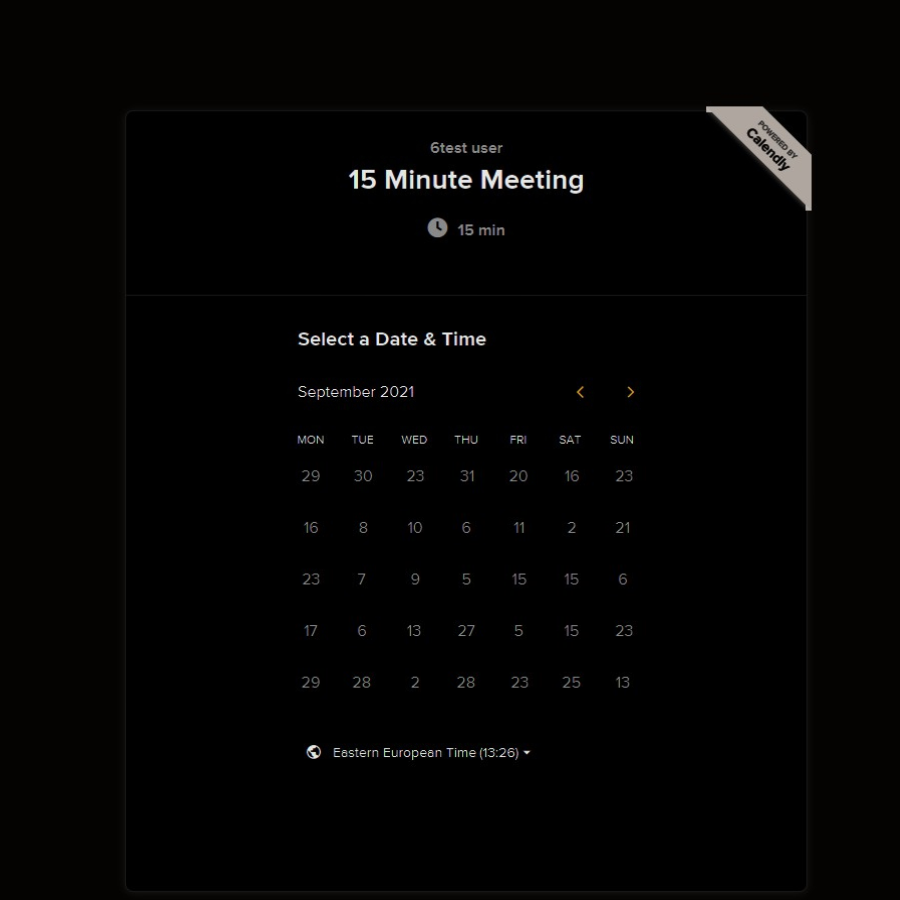 POWERED BY
Calendly
6test user
15 Minute Meeting
15 min
Select a Date & Time
September 2021
MON TUE WED THU FRI SAT SUN
29 30 23 31 20 16 23
16 8 10 6 11 2 21
23 7 9 5 15 15 6
17 6 13 27 5 15 23
29 28 2 28 23 25 13
Eastern European Time (13:26)